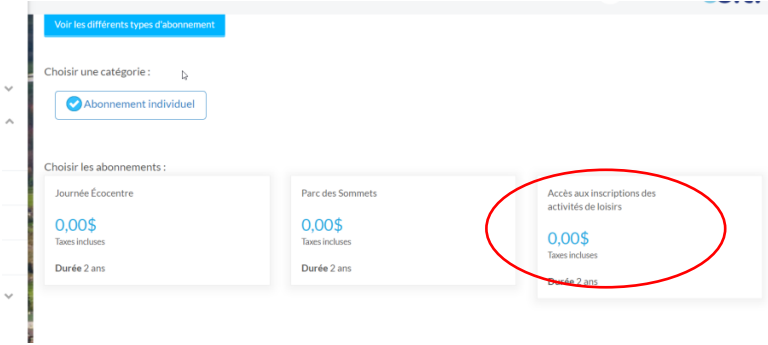 Voir les différents types d'abonnement
Choisir une catégorie :
Abonnement individuel
Choisir les abonnements :
Journée Écocentre
0,00$
Taxes incluses
Durée 2 ans
Parc des Sommets
0,00$
Taxes incluses
Durée 2 ans
Accès aux inscriptions des
activités de loisirs
0,00$
Taxes incluses
Durée 2 ans